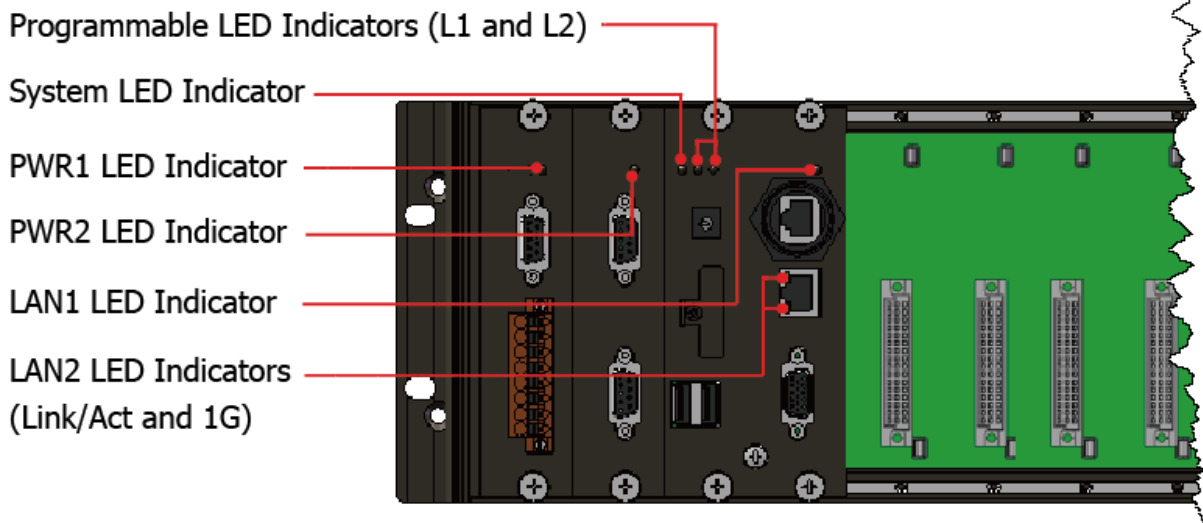 Programmable LED Indicators (L1 and L2)
System LED Indicator
PWR1 LED Indicator
PWR2 LED Indicator
LAN1 LED Indicator
LAN2 LED Indicators
(Link/Act and 1G)